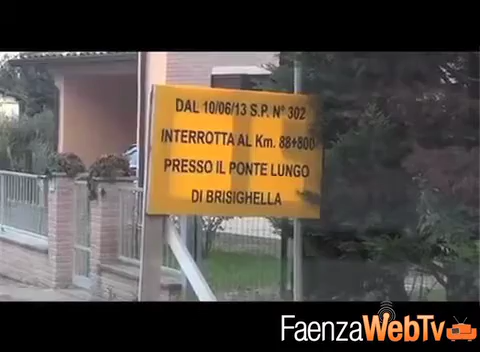 DAL 10/06/13 S.P. N° 302
INTERROTTA AL Km. 88+800
PRESSO IL PONTE LUNGO
DI BRISIGHELLA
FaenzaWebTv